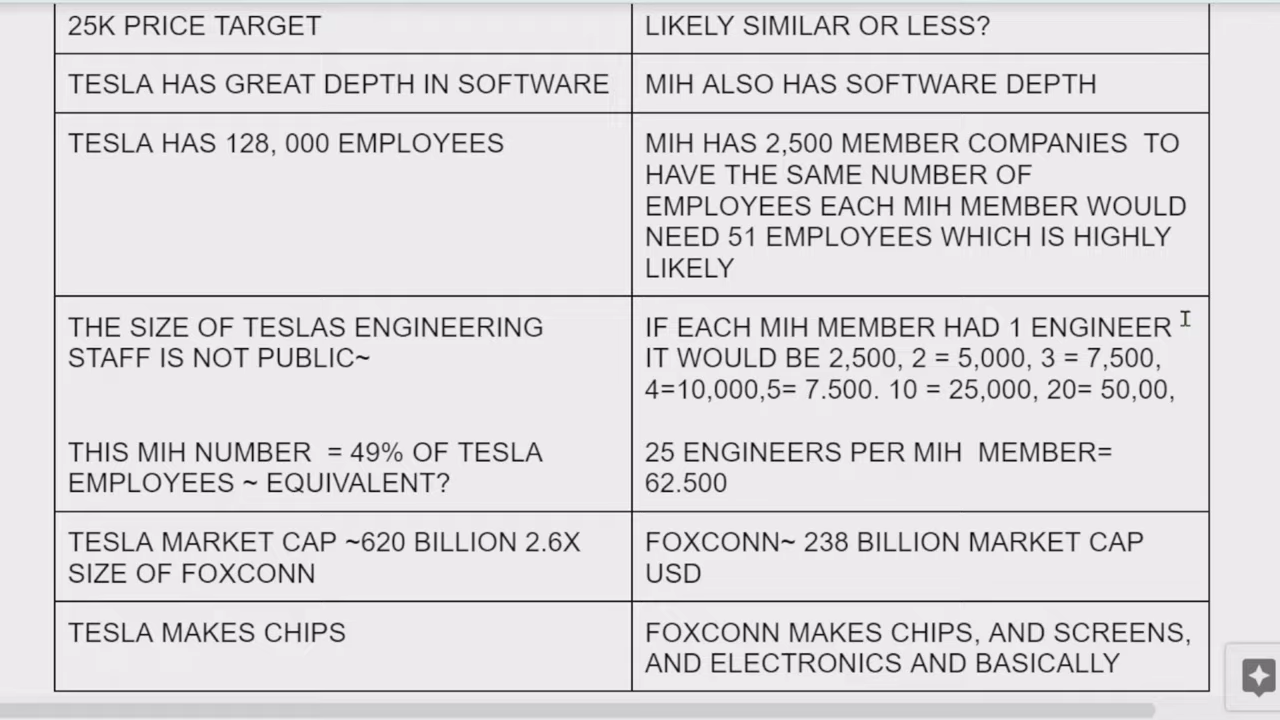 25K PRICE TARGET
LIKELY SIMILAR OR LESS?
TESLA HAS GREAT DEPTH IN SOFTWARE
MIH ALSO HAS SOFTWARE DEPTH
TESLA HAS 128, 000 EMPLOYEES
MIH HAS 2,500 MEMBER COMPANIES  TO
HAVE THE SAME NUMBER OF
EMPLOYEES EACH MIH MEMBER WOULD
NEED 51 EMPLOYEES WHICH IS HIGHLY
LIKELY
THE SIZE OF TESLAS ENGINEERING
STAFF IS NOT PUBLIC~
THIS MIH NUMBER  = 49% OF TESLA
EMPLOYEES ~ EQUIVALENT?
IF EACH MIH MEMBER HAD 1 ENGINEER
IT WOULD BE 2,500, 2 = 5,000, 3 = 7,500,
4=10,000,5= 7.500. 10 = 25,000, 20= 50,00,
25 ENGINEERS PER MIH  MEMBER=
62.500
TESLA MARKET CAP ~620 BILLION 2.6X
SIZE OF FOXCONN
FOXCONN~ 238 BILLION MARKET CAP
USD
TESLA MAKES CHIPS
FOXCONN MAKES CHIPS, AND SCREENS,
AND ELECTRONICS AND BASICALLY